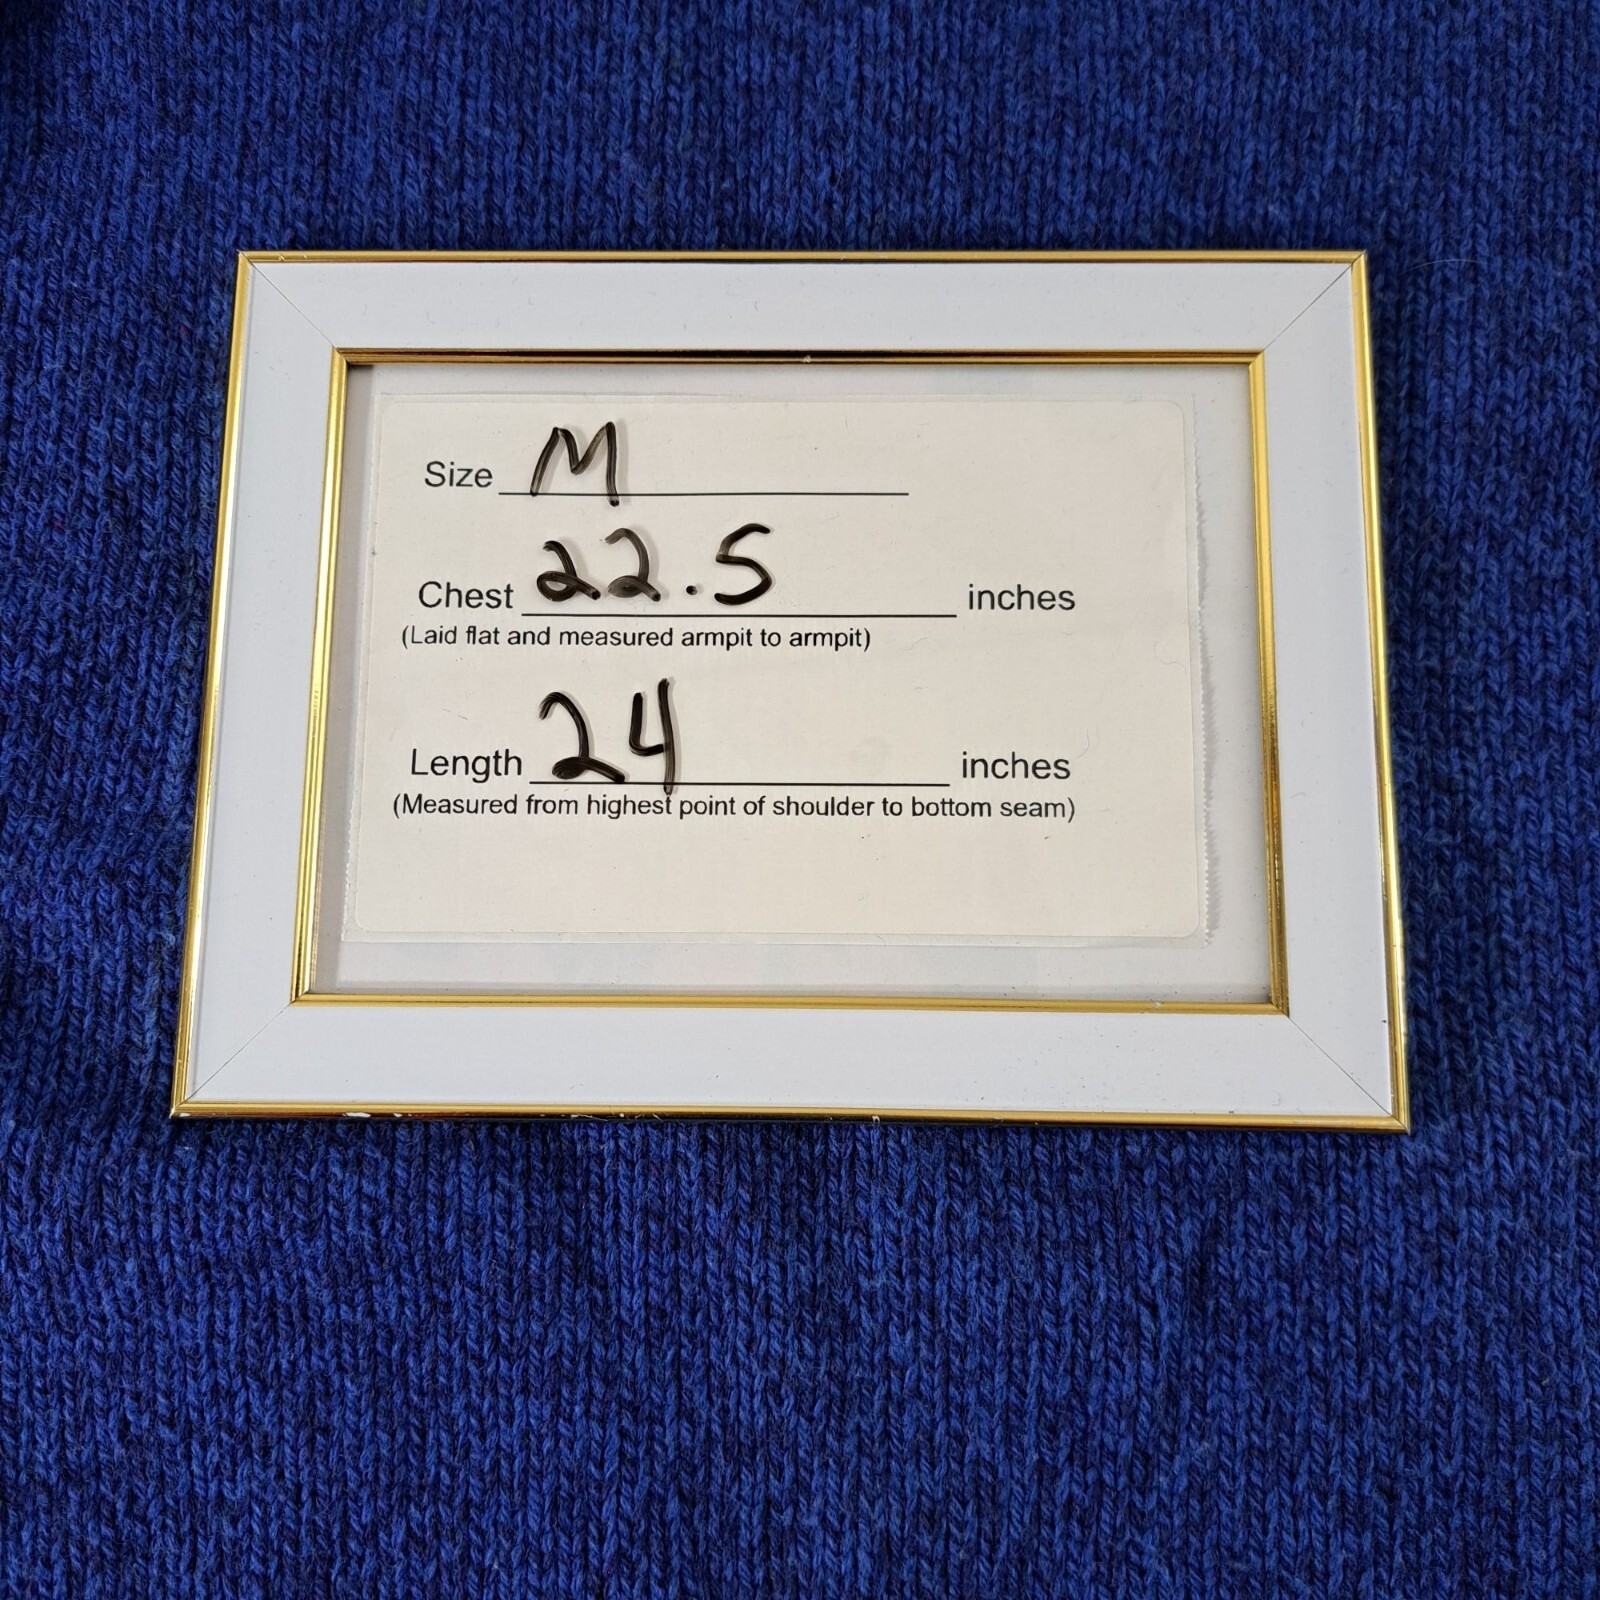 Size M
Chest 22.5 inches
(Laid flat and measured armpit to armpit)
Length 24 inches
(Measured from highest point of shoulder to bottom seam)